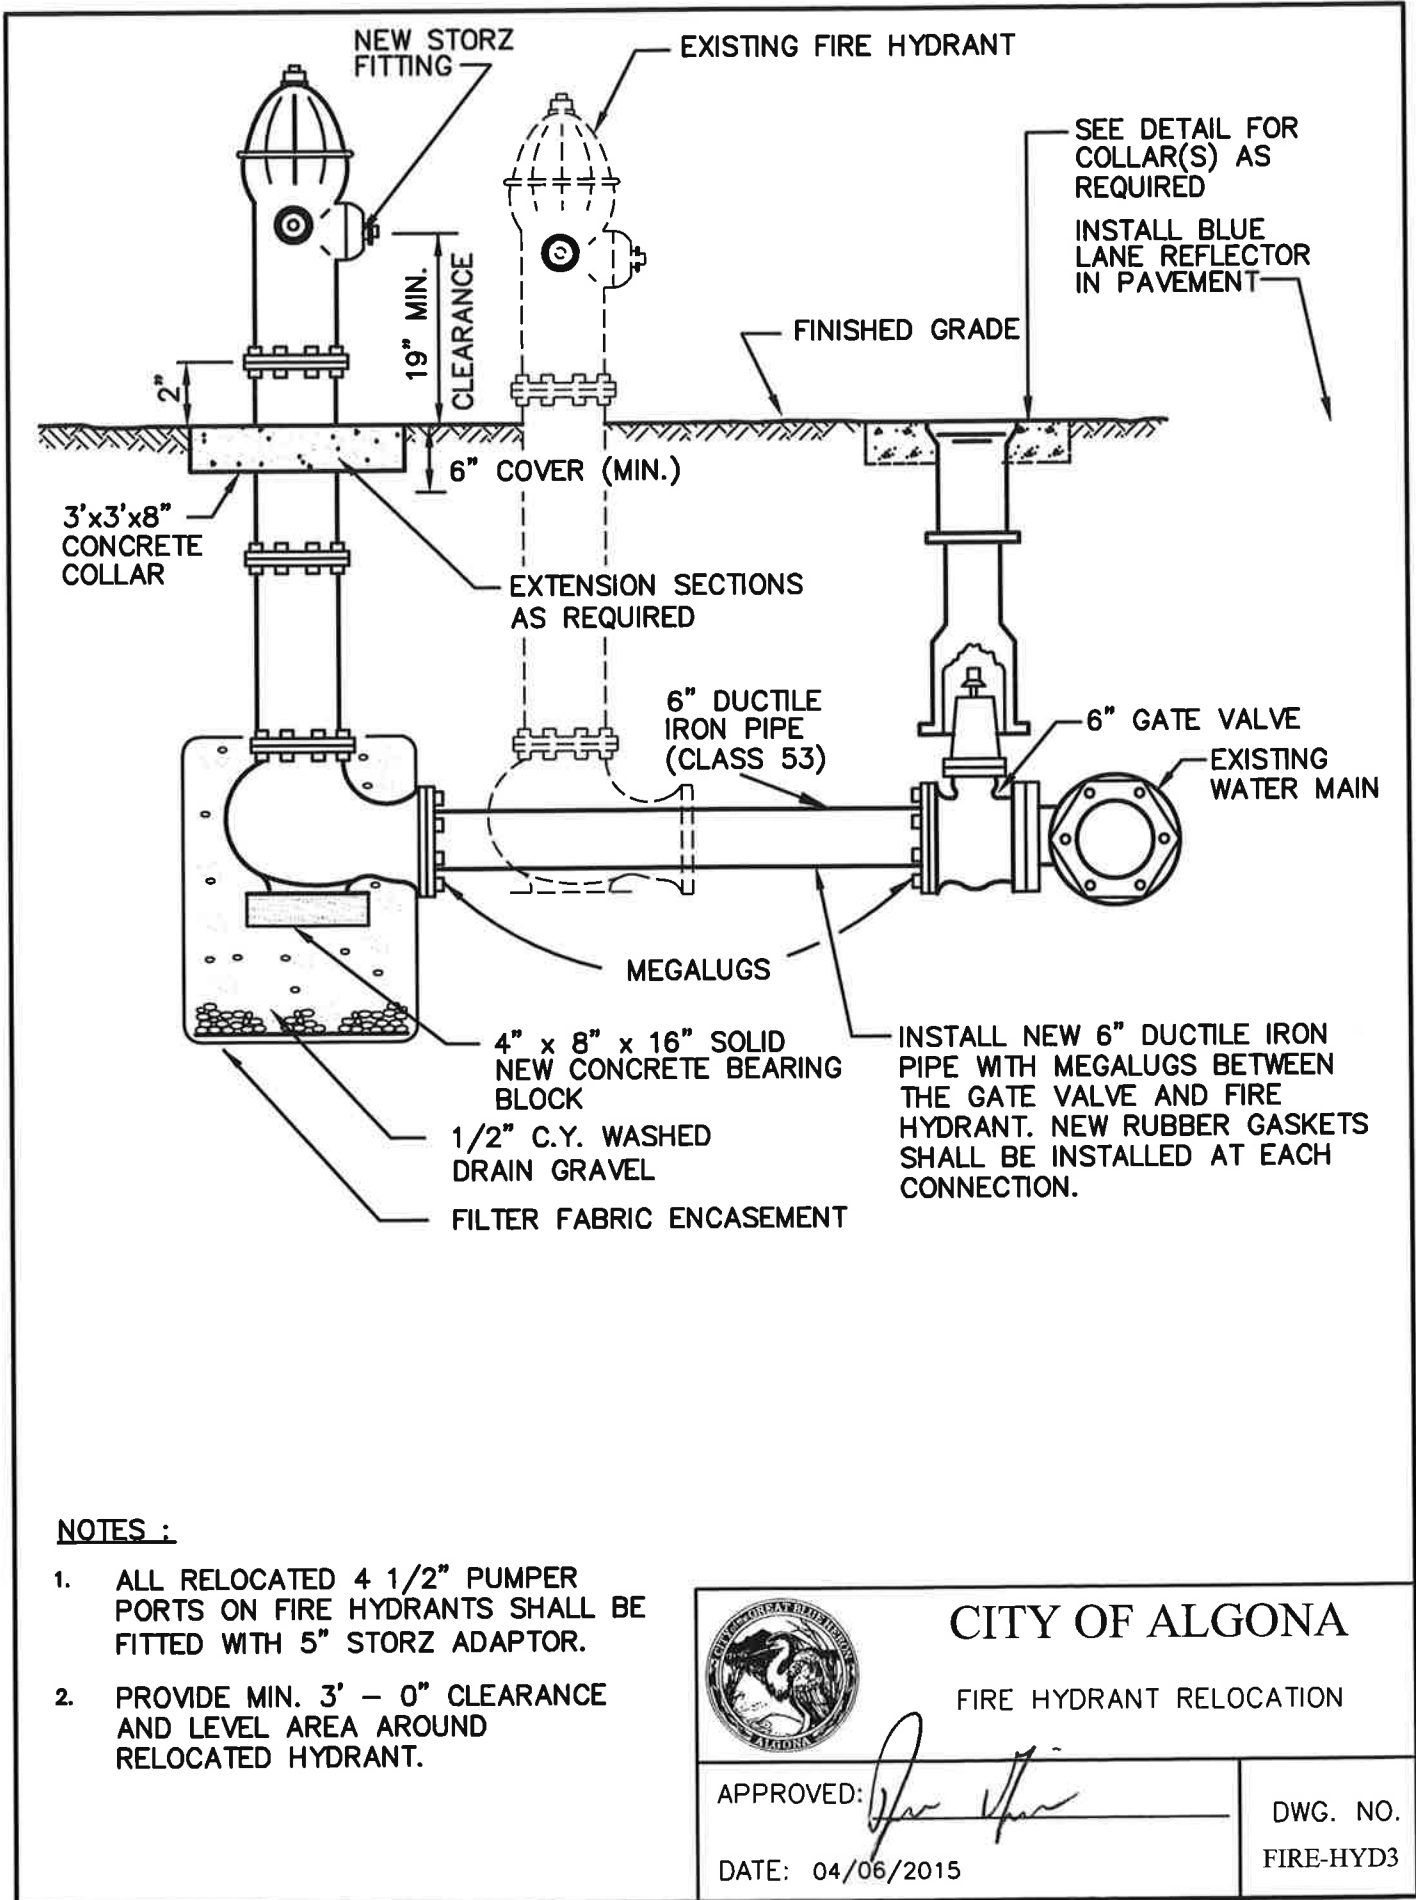 NEW STORZ
FITTING
EXISTING FIRE HYDRANT
SEE DETAIL FOR
COLLAR(S) AS
REQUIRED
INSTALL BLUE
LANE REFLECTOR
IN PAVEMENT
19" MIN.
CLEARANCE
FINISHED GRADE
2"
6" COVER (MIN.)
3'x3'x8"
CONCRETE
COLLAR
EXTENSION SECTIONS
AS REQUIRED
6" DUCTILE
IRON PIPE
(CLASS 53)
6" GATE VALVE
EXISTING
WATER MAIN
MEGALUGS
4" x 8" x 16" SOLID
NEW CONCRETE BEARING
BLOCK
1/2" C.Y. WASHED
DRAIN GRAVEL
FILTER FABRIC ENCASEMENT
INSTALL NEW 6" DUCTILE IRON
PIPE WITH MEGALUGS BETWEEN
THE GATE VALVE AND FIRE
HYDRANT. NEW RUBBER GASKETS
SHALL BE INSTALLED AT EACH
CONNECTION.
NOTES :
1. ALL RELOCATED 4 1/2" PUMPER
PORTS ON FIRE HYDRANTS SHALL BE
FITTED WITH 5" STORZ ADAPTOR.
2. PROVIDE MIN. 3' – 0" CLEARANCE
AND LEVEL AREA AROUND
RELOCATED HYDRANT.
CITY of the GREAT BLUE HERON
ALGONA
CITY OF ALGONA
FIRE HYDRANT RELOCATION
APPROVED:
DATE: 04/06/2015
DWG. NO.
FIRE-HYD3